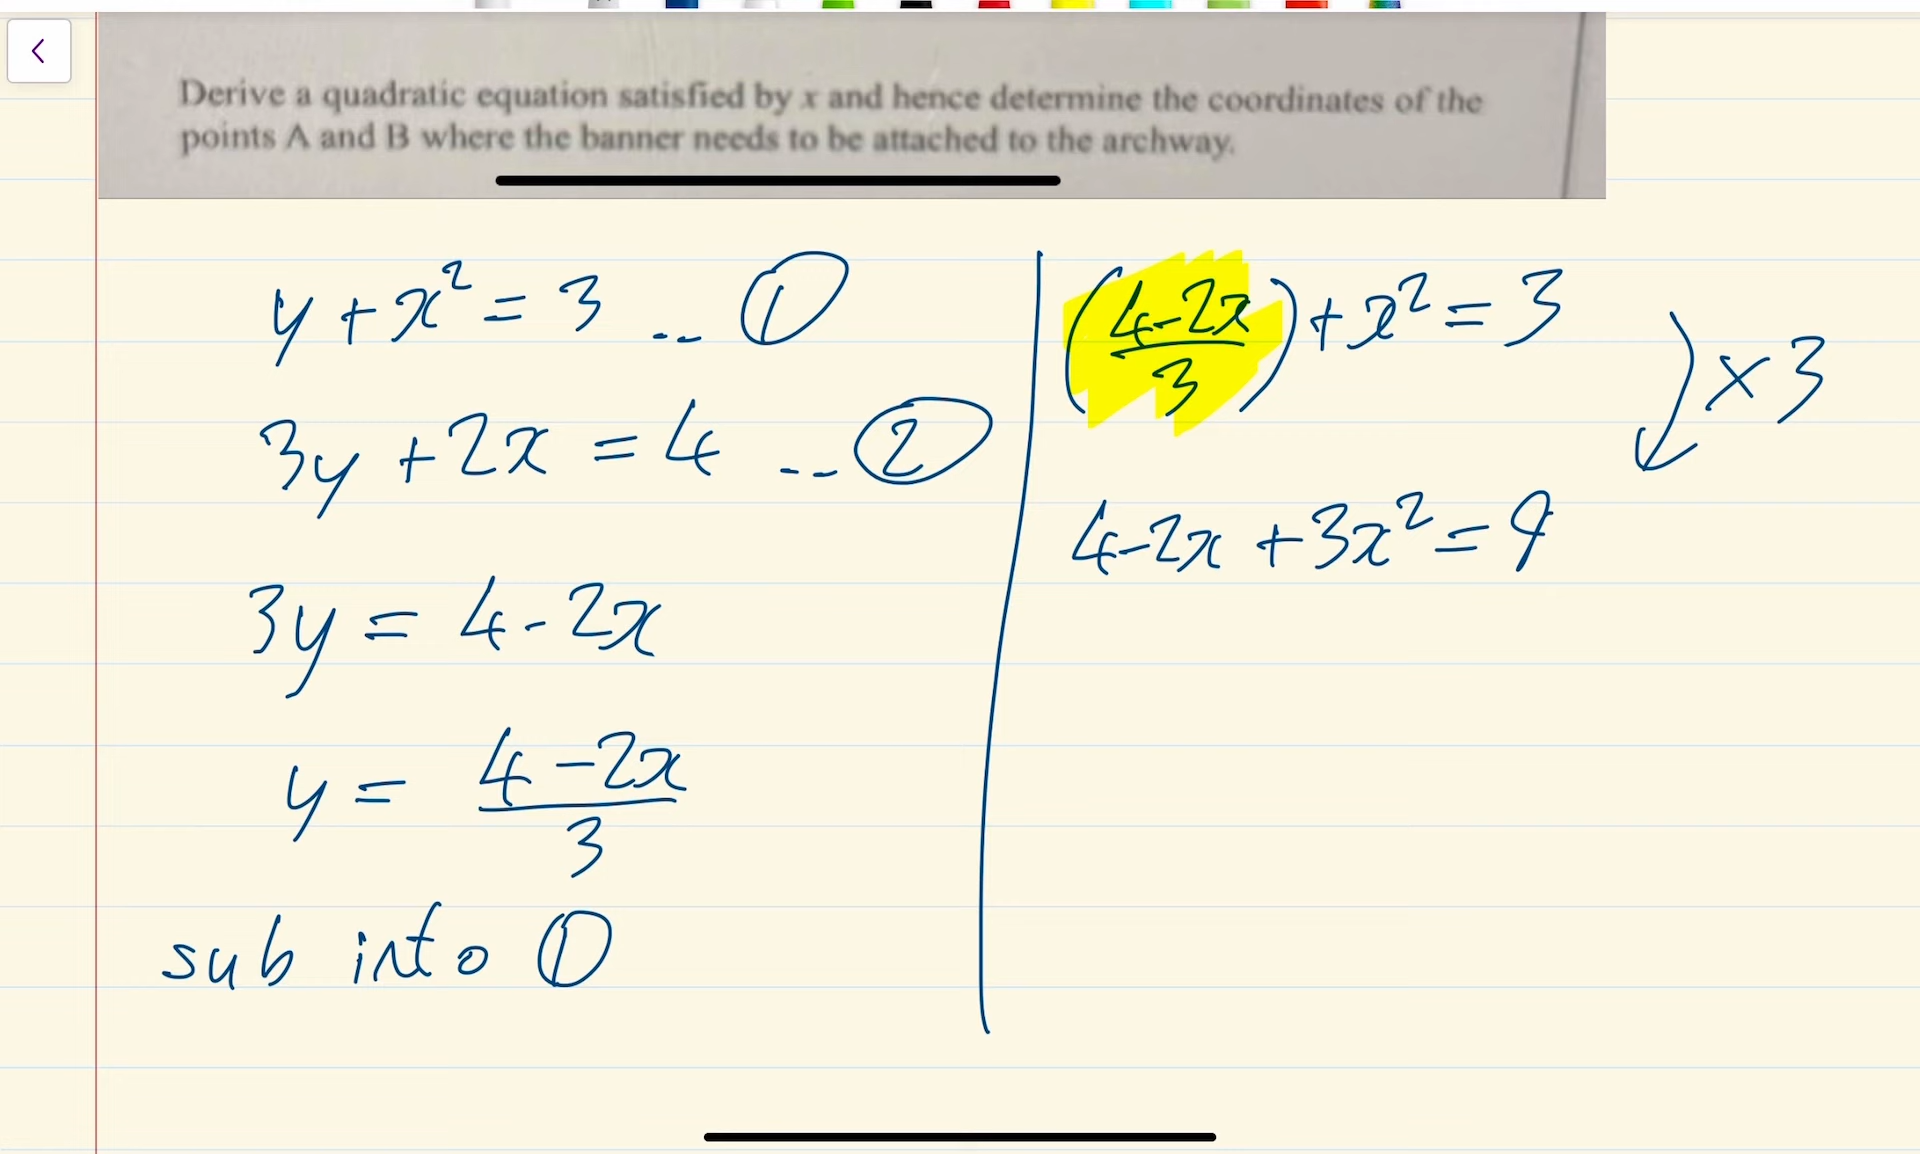 Derive a quadratic equation satisfied by x and hence determine the coordinates of the
points A and B where the banner needs to be attached to the archway.
y + x² = 3 .. ①
3y + 2x = 4 .. ②
3y = 4 - 2x
y = (4 - 2x)/3
sub into ①
((4-2x)/3) + x² = 3
× 3
4-2x + 3x² = 9